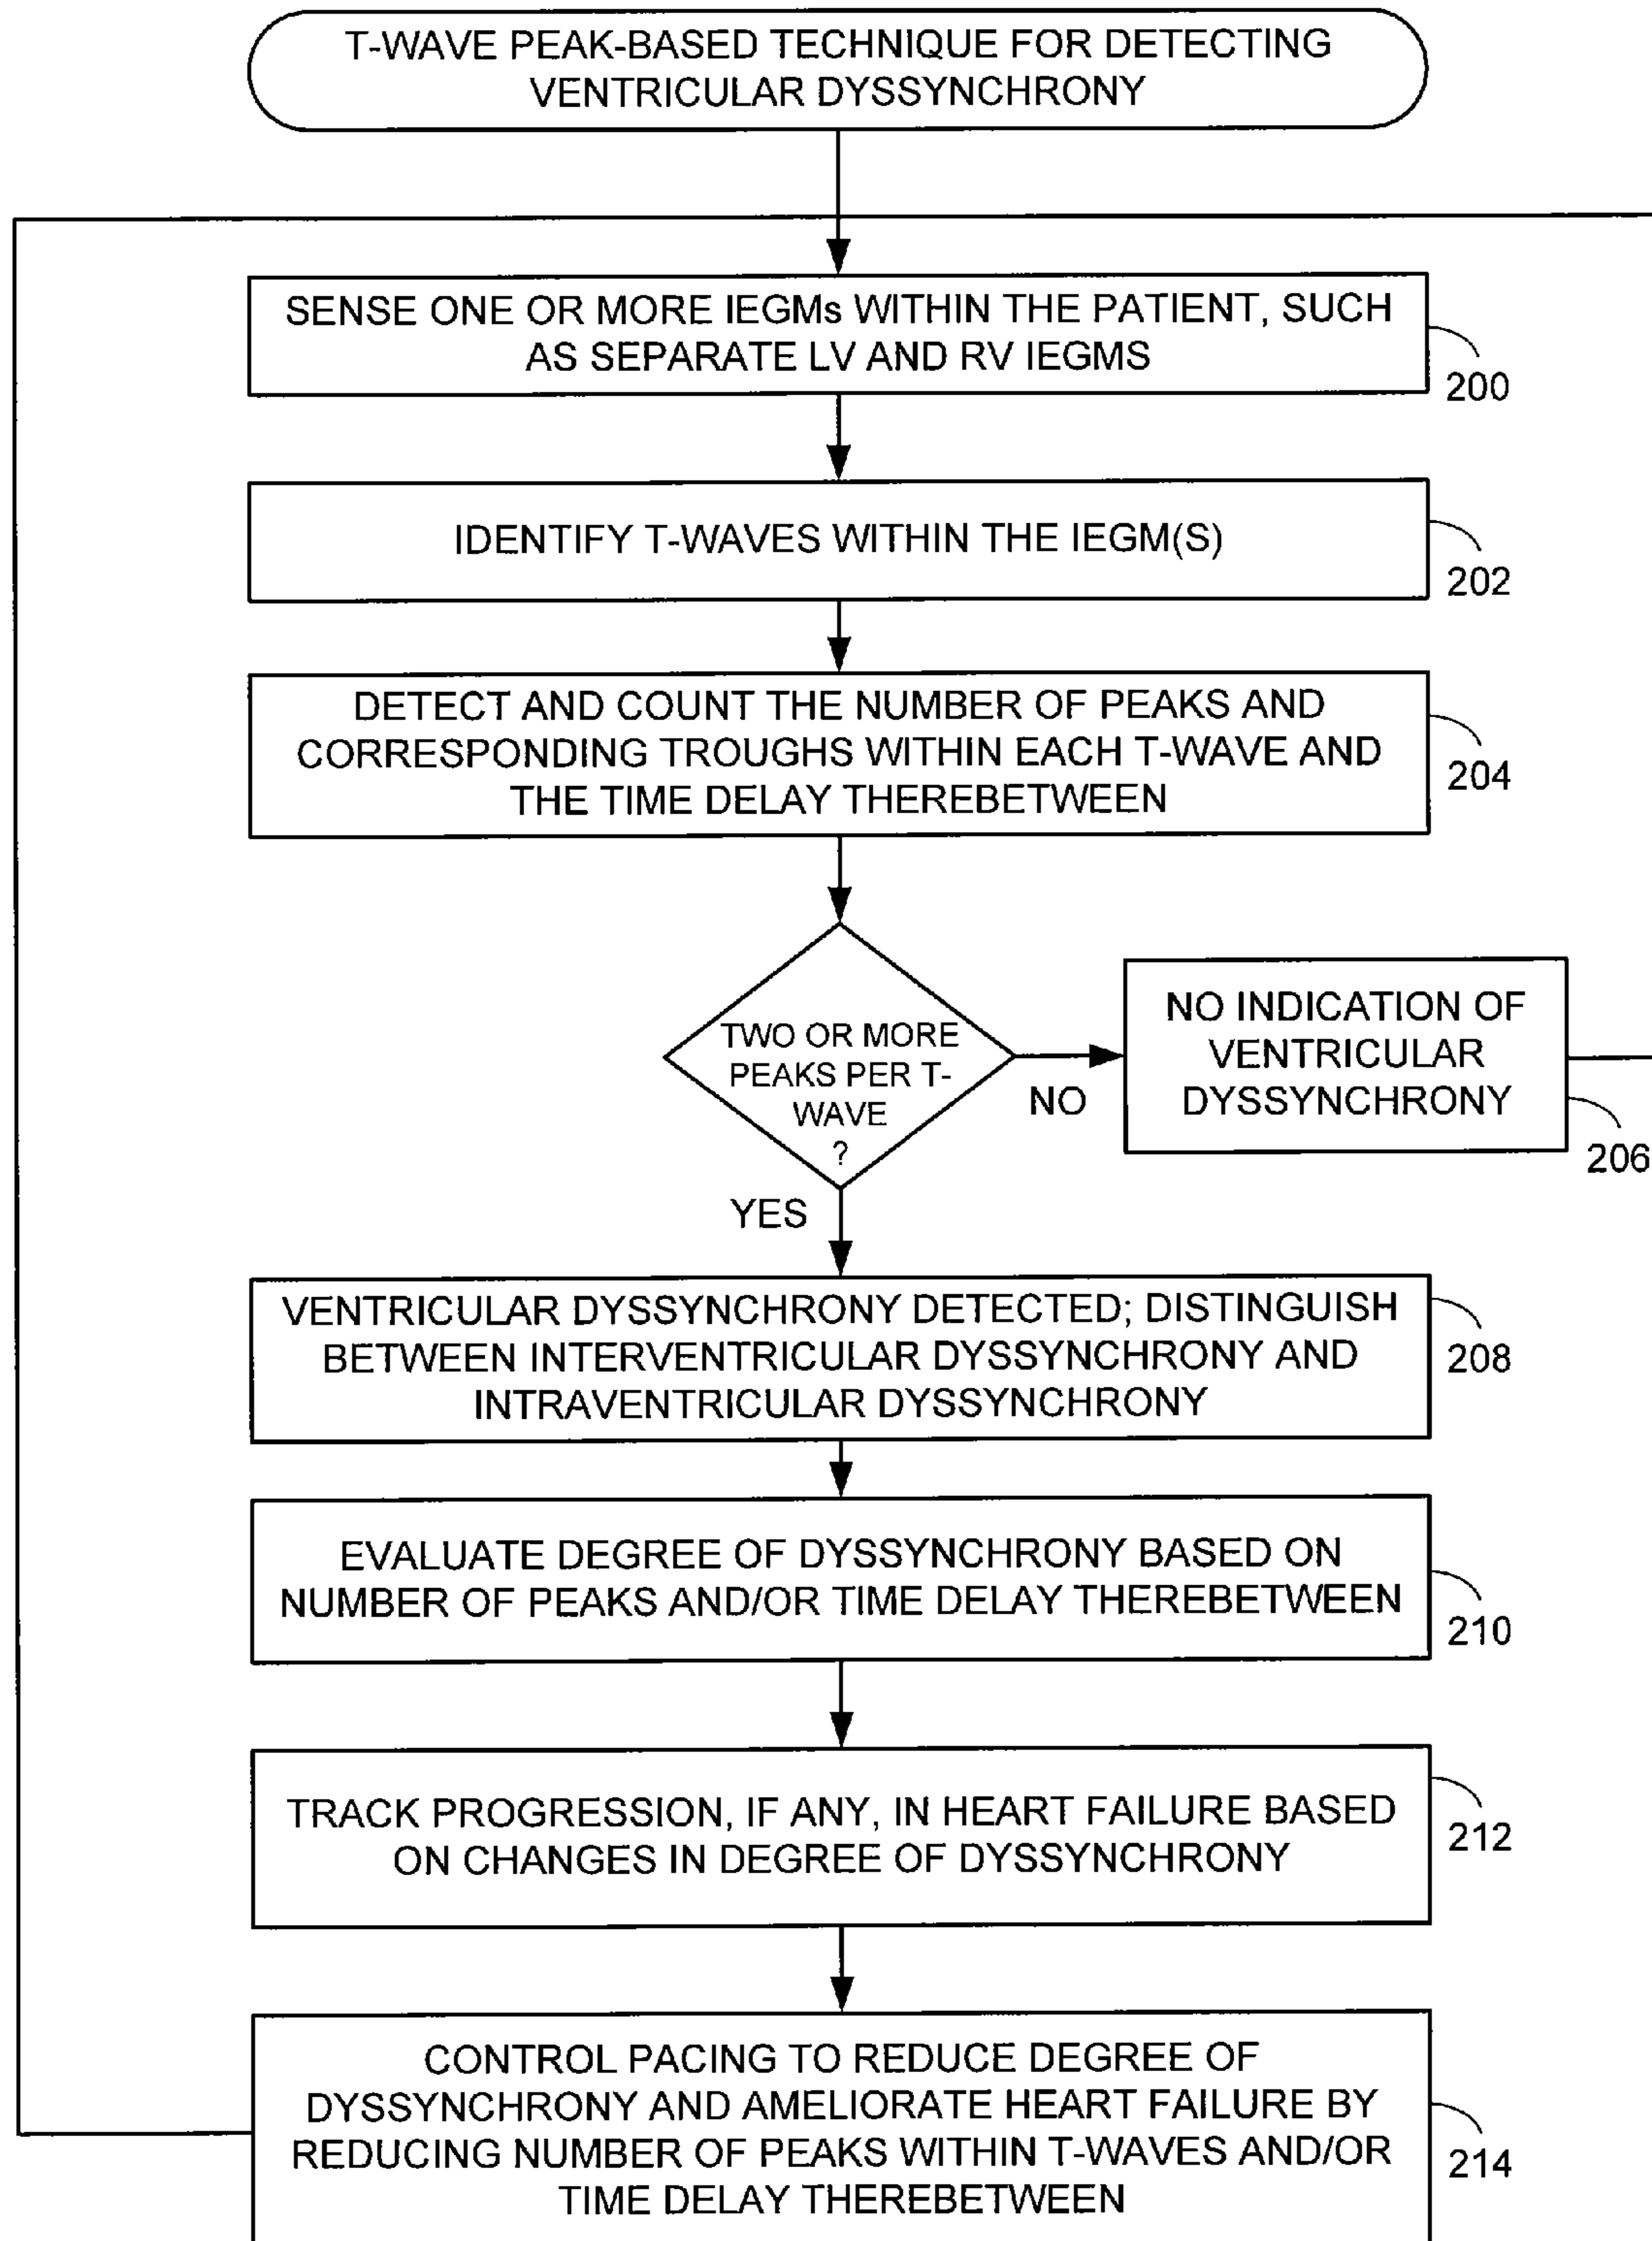 T-WAVE PEAK-BASED TECHNIQUE FOR DETECTING
VENTRICULAR DYSSYNCHRONY
SENSE ONE OR MORE IEGMs WITHIN THE PATIENT, SUCH
AS SEPARATE LV AND RV IEGMS
200
IDENTIFY T-WAVES WITHIN THE IEGM(S)
202
DETECT AND COUNT THE NUMBER OF PEAKS AND
CORRESPONDING TROUGHS WITHIN EACH T-WAVE AND
THE TIME DELAY THEREBETWEEN
204
TWO OR MORE
PEAKS PER T-
WAVE
?
NO
NO INDICATION OF
VENTRICULAR
DYSSYNCHRONY
206
YES
VENTRICULAR DYSSYNCHRONY DETECTED; DISTINGUISH
BETWEEN INTERVENTRICULAR DYSSYNCHRONY AND
INTRAVENTRICULAR DYSSYNCHRONY
208
EVALUATE DEGREE OF DYSSYNCHRONY BASED ON
NUMBER OF PEAKS AND/OR TIME DELAY THEREBETWEEN
210
TRACK PROGRESSION, IF ANY, IN HEART FAILURE BASED
ON CHANGES IN DEGREE OF DYSSYNCHRONY
212
CONTROL PACING TO REDUCE DEGREE OF
DYSSYNCHRONY AND AMELIORATE HEART FAILURE BY
REDUCING NUMBER OF PEAKS WITHIN T-WAVES AND/OR
TIME DELAY THEREBETWEEN
214